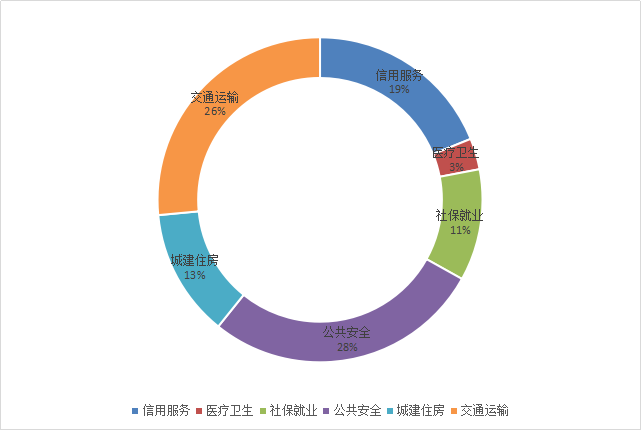 信用服务
19%
医疗卫生
3%
社保就业
11%
公共安全
28%
城建住房
13%
交通运输
26%
信用服务 医疗卫生 社保就业 公共安全 城建住房 交通运输